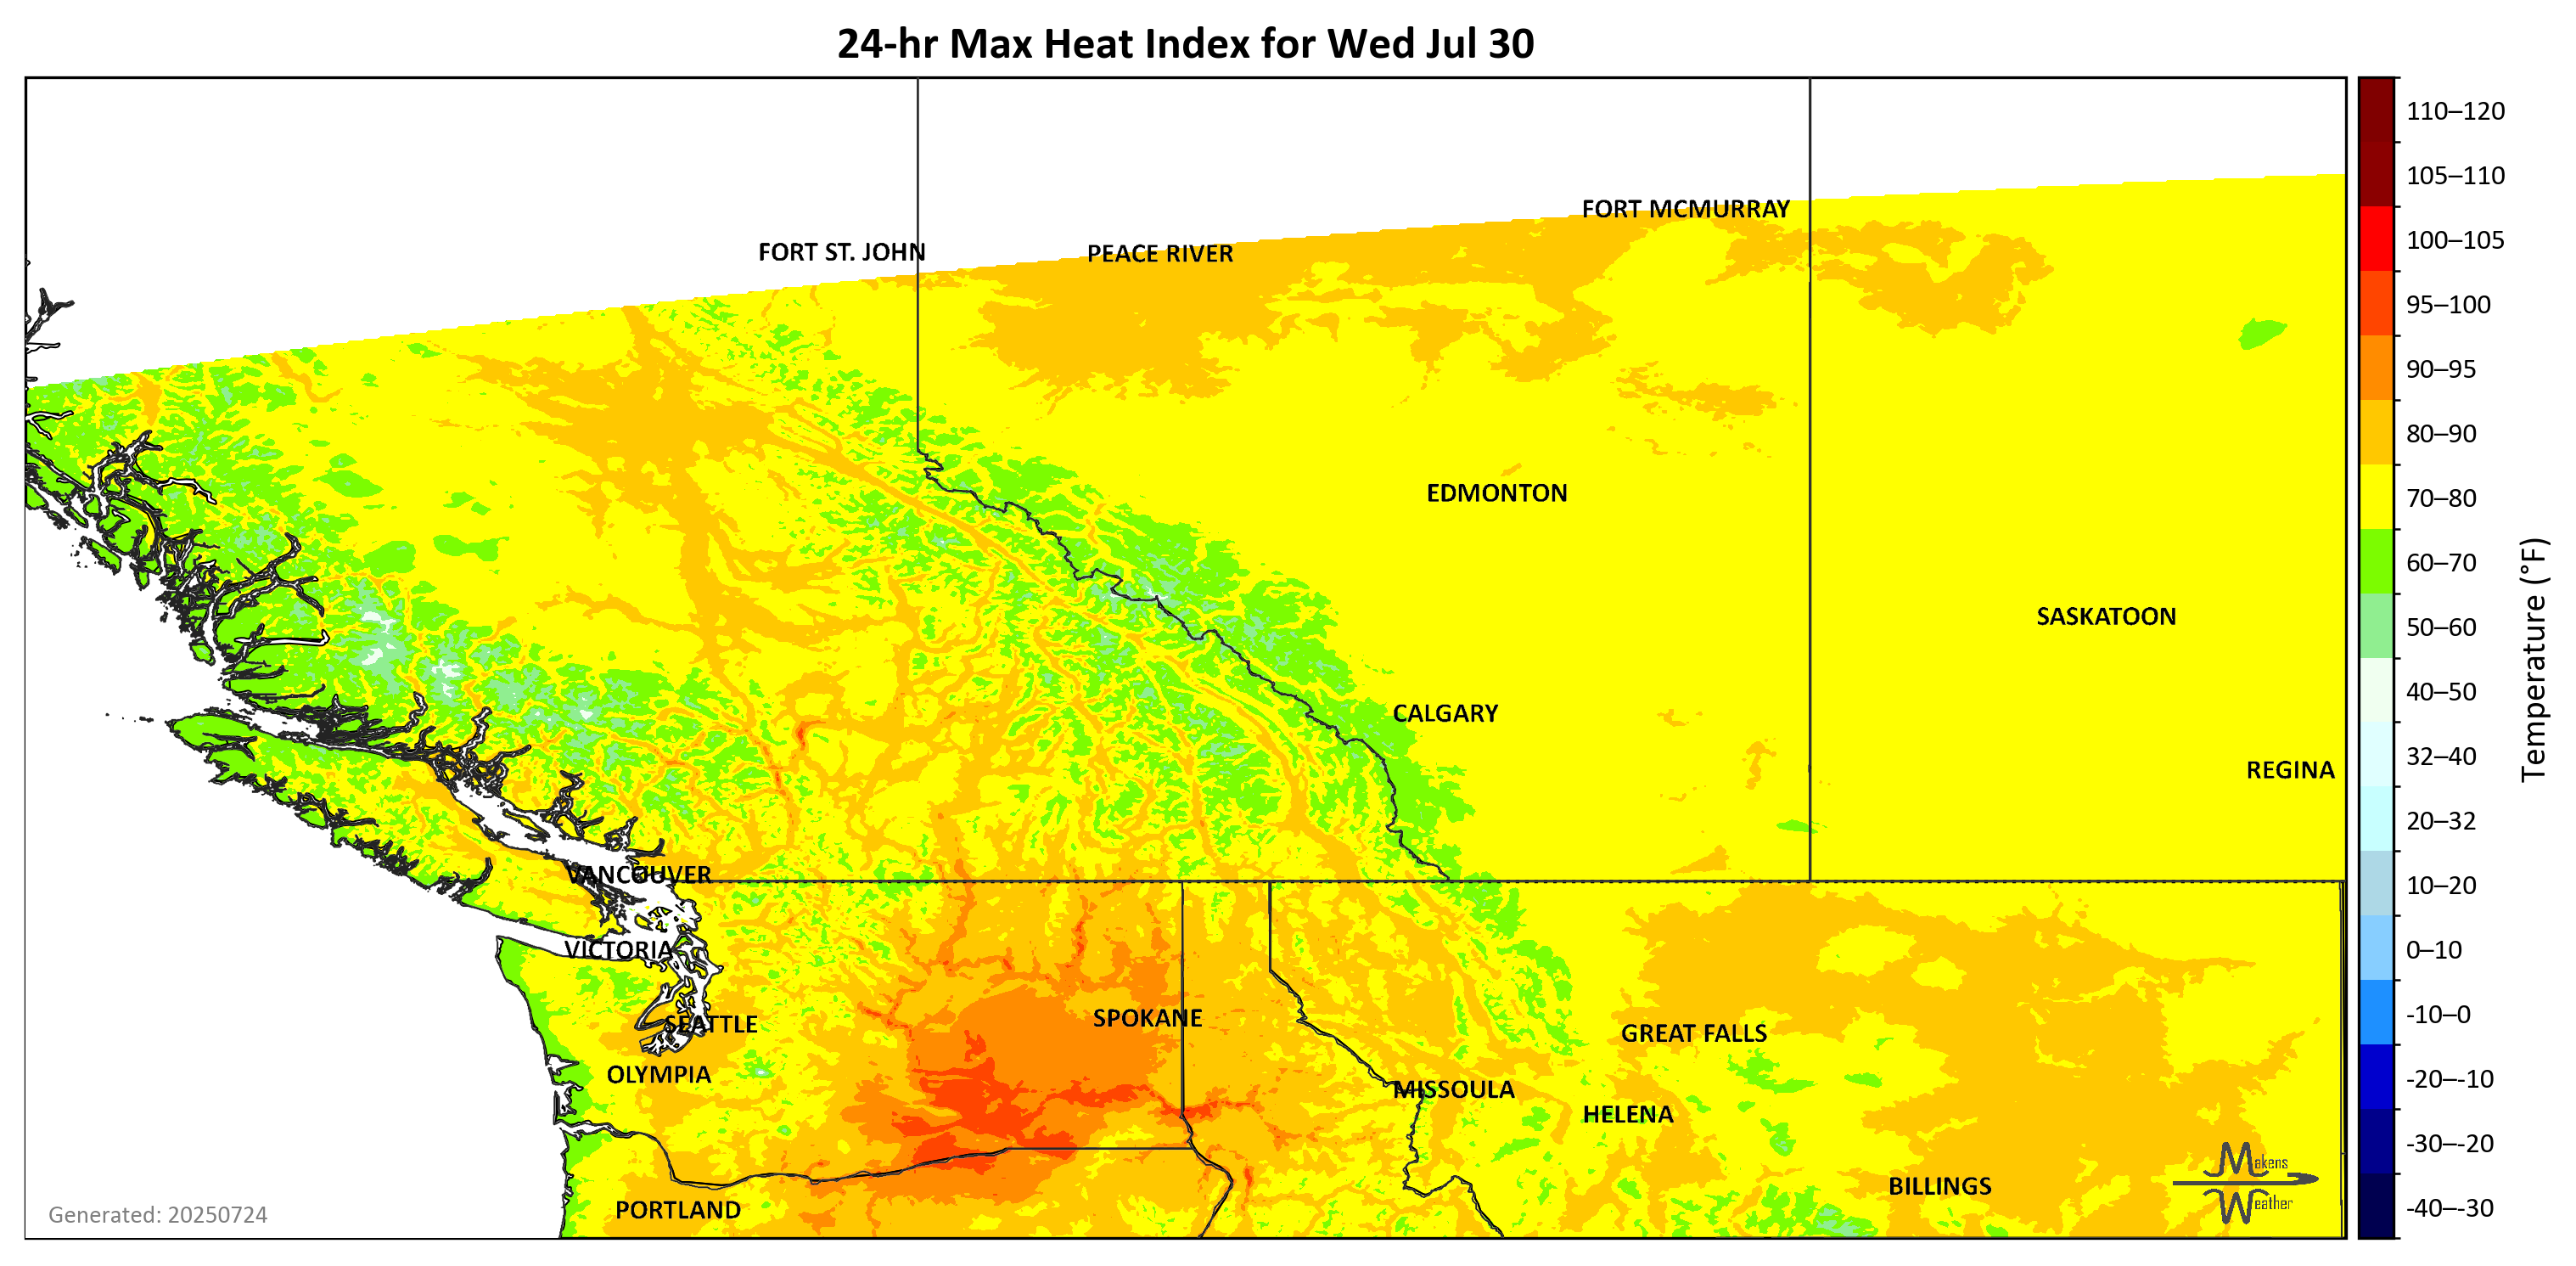 24-hr Max Heat Index for Wed Jul 30
FORT MCMURRAY
FORT ST. JOHN
PEACE RIVER
EDMONTON
SASKATOON
CALGARY
REGINA
VANCOUVER
VICTORIA
SEATTLE
SPOKANE
GREAT FALLS
OLYMPIA
MISSOULA
HELENA
BILLINGS
PORTLAND
Makens
Weather
Generated: 20250724
110–120
105–110
100–105
95–100
90–95
80–90
70–80
60–70
50–60
40–50
32–40
20–32
10–20
0–10
-10–0
-20–-10
-30–-20
-40–-30
Temperature (°F)